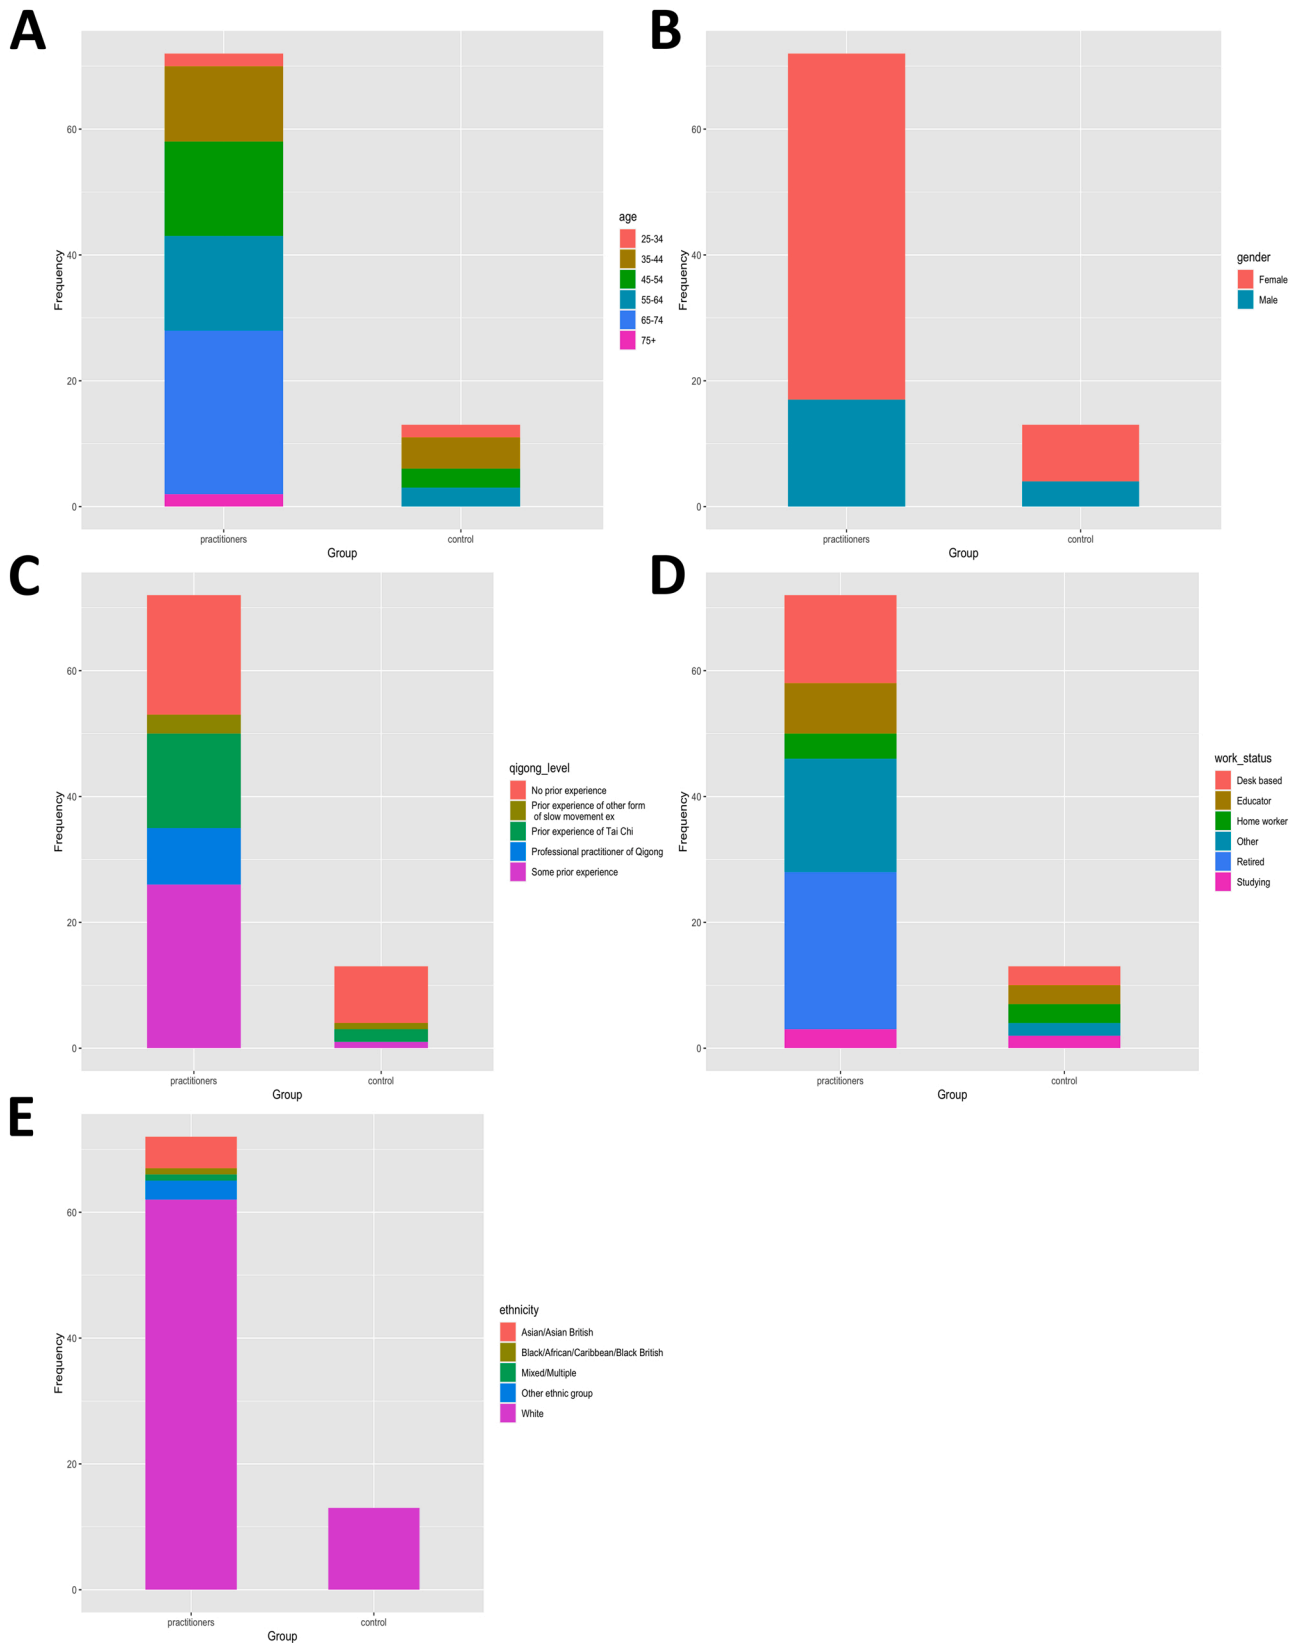 A
60
40
20
0
Frequency
practitioners
control
Group
age
25-34
35-44
45-54
55-64
65-74
75+
B
60
40
20
0
Frequency
practitioners
control
Group
gender
Female
Male
C
60
40
20
0
Frequency
practitioners
control
Group
qigong_level
No prior experience
Prior experience of other form
of slow movement ex
Prior experience of Tai Chi
Professional practitioner of Qigong
Some prior experience
D
60
40
20
0
Frequency
practitioners
control
Group
work_status
Desk based
Educator
Home worker
Other
Retired
Studying
E
60
40
20
0
Frequency
practitioners
control
Group
ethnicity
Asian/Asian British
Black/African/Caribbean/Black British
Mixed/Multiple
Other ethnic group
White